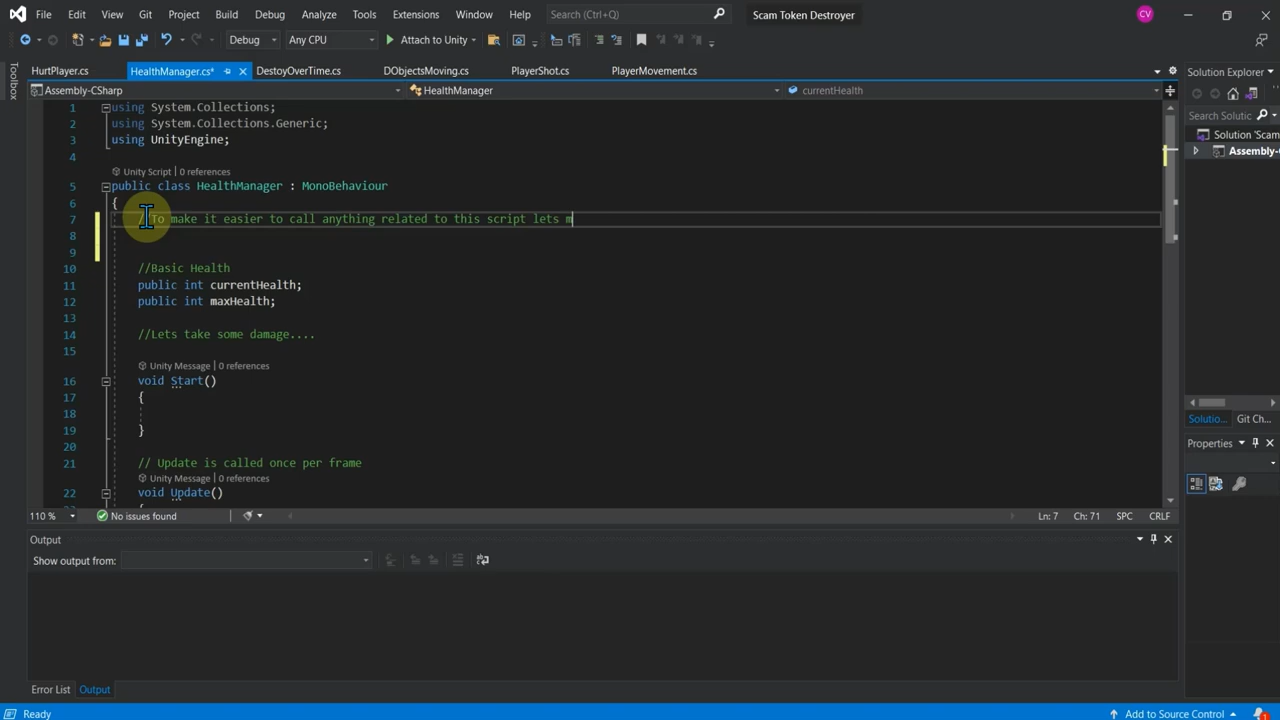 File Edit View Git Project Build Debug Analyze Tools Extensions Window Help Search (Ctrl+Q) Scam Token Destroyer CV
Debug Any CPU Attach to Unity
Toolbox
HurtPlayer.cs HealthManager.cs* DestoyOverTime.cs DObjectsMoving.cs PlayerShot.cs PlayerMovement.cs
Assembly-CSharp HealthManager currentHealth
1 using System.Collections;
2 using System.Collections.Generic;
3 using UnityEngine;
4
Unity Script | 0 references
5 public class HealthManager : MonoBehaviour
6 {
7 //To make it easier to call anything related to this script lets m
8
9
10 //Basic Health
11 public int currentHealth;
12 public int maxHealth;
13
14 //Lets take some damage....
15
Unity Message | 0 references
16 void Start()
17 {
18
19 }
20
21 // Update is called once per frame
Unity Message | 0 references
22 void Update()
110 % No issues found Ln: 7 Ch: 71 SPC CRLF
Output
Show output from:
Error List Output
Ready Add to Source Control
Solution Explorer
Search Solutic
Solution 'Scam
Assembly-C
Solutio... Git Ch...
Properties